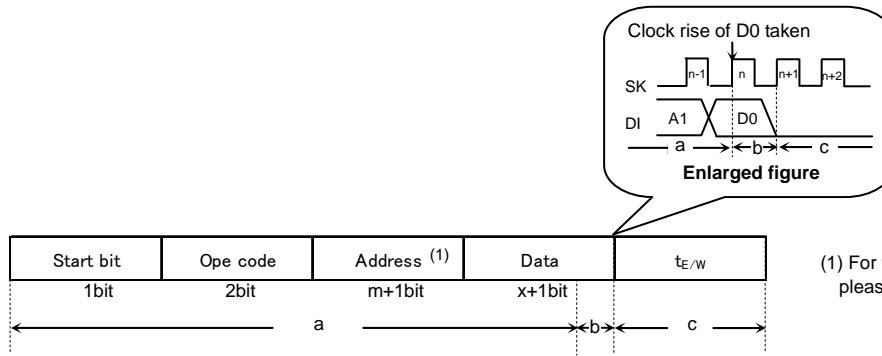 Clock rise of D0 taken
SK n-1 n n+1 n+2
DI A1 D0
a b c
Enlarged figure
Start bit Ope code Address (1) Data tE/W
1bit 2bit m+1bit x+1bit
a b c
(1) For
pleas